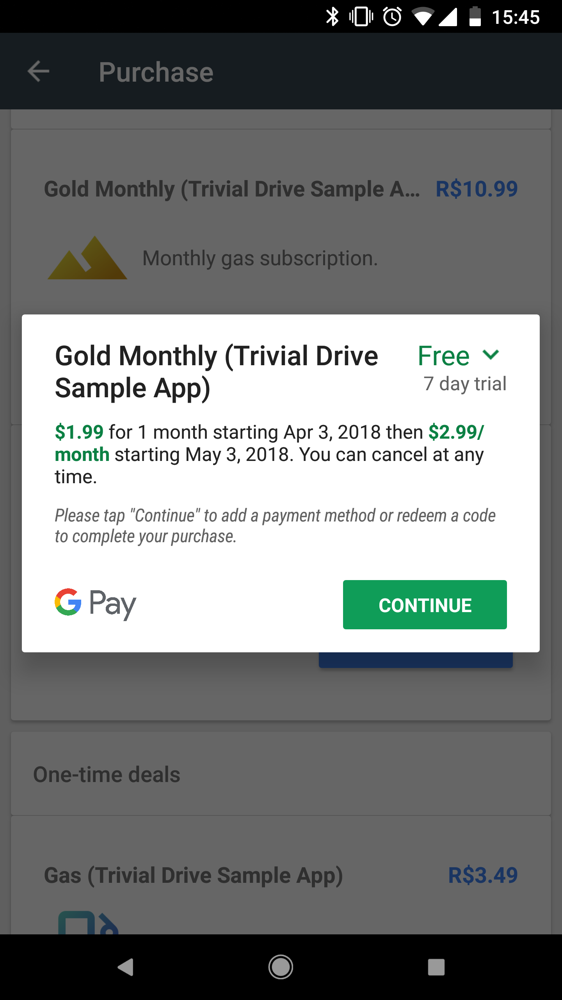 15:45
Purchase
Gold Monthly (Trivial Drive Sample A... R$10.99
Monthly gas subscription.
Gold Monthly (Trivial Drive Free
Sample App) 7 day trial
$1.99 for 1 month starting Apr 3, 2018 then $2.99/
month starting May 3, 2018. You can cancel at any
time.
Please tap "Continue" to add a payment method or redeem a code
to complete your purchase.
G Pay CONTINUE
One-time deals
Gas (Trivial Drive Sample App) R$3.49